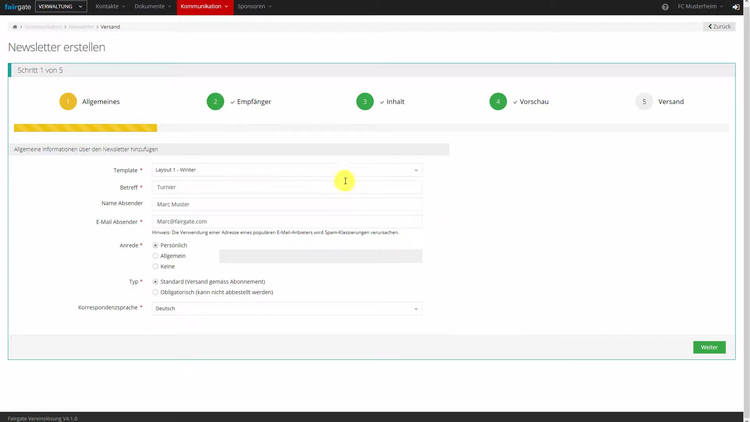 fairgate VERWALTUNG Kontakte Dokumente Kommunikation Sponsoren FC Musterheim
Kommunikation / Newsletter / Versand Zurück
Newsletter erstellen
Schritt 1 von 5
1 Allgemeines 2 Empfänger 3 Inhalt 4 Vorschau 5 Versand
Allgemeine Informationen über den Newsletter hinzufügen
Template * Layout 1 - Winter
Betreff * Turnier
Name Absender Marc Muster
E-Mail Absender * Marc@fairgate.com
Hinweis: Die Verwendung einer Adresse eines populären E-Mail-Anbieters wird Spam-Klassierungen verursachen.
Anrede * Persönlich
Allgemein
Keine
Typ * Standard (Versand gemäss Abonnement)
Obligatorisch (kann nicht abbestellt werden)
Korrespondenzsprache * Deutsch
Weiter
Fairgate Vereinslösung V4.1.0